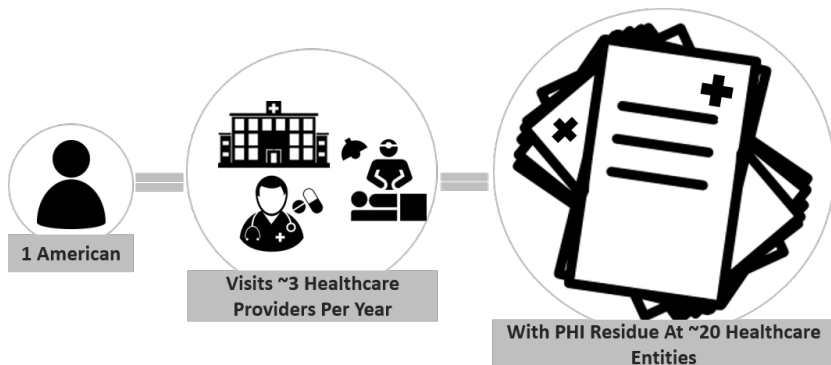 1 American
Visits ~3 Healthcare
Providers Per Year
With PHI Residue At ~20 Healthcare
Entities